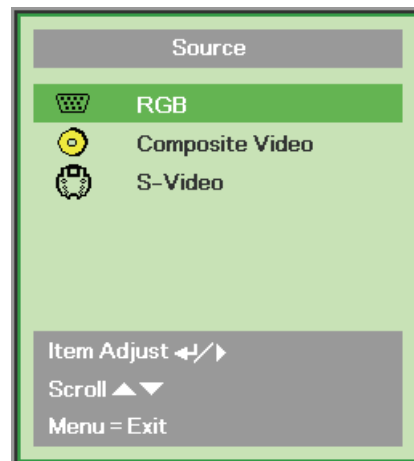 Source
RGB
Composite Video
S-Video
Item Adjust ↵/▶
Scroll ▲▼
Menu = Exit